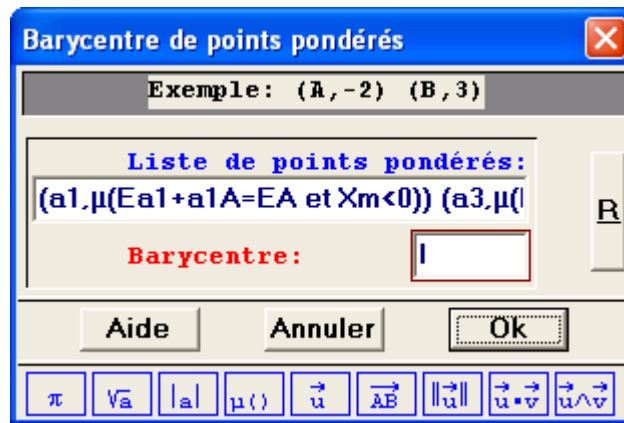 Barycentre de points pondérés
Exemple: (A,-2) (B,3)
Liste de points pondérés:
(a1,µ(Ea1+a1A=EA et Xm<0)) (a3,µ(
R
Barycentre: I
Aide Annuler Ok
π √a |a| µ() u⃗ AB⃗ ‖u⃗‖ u⃗▪v⃗ u⃗∧v⃗